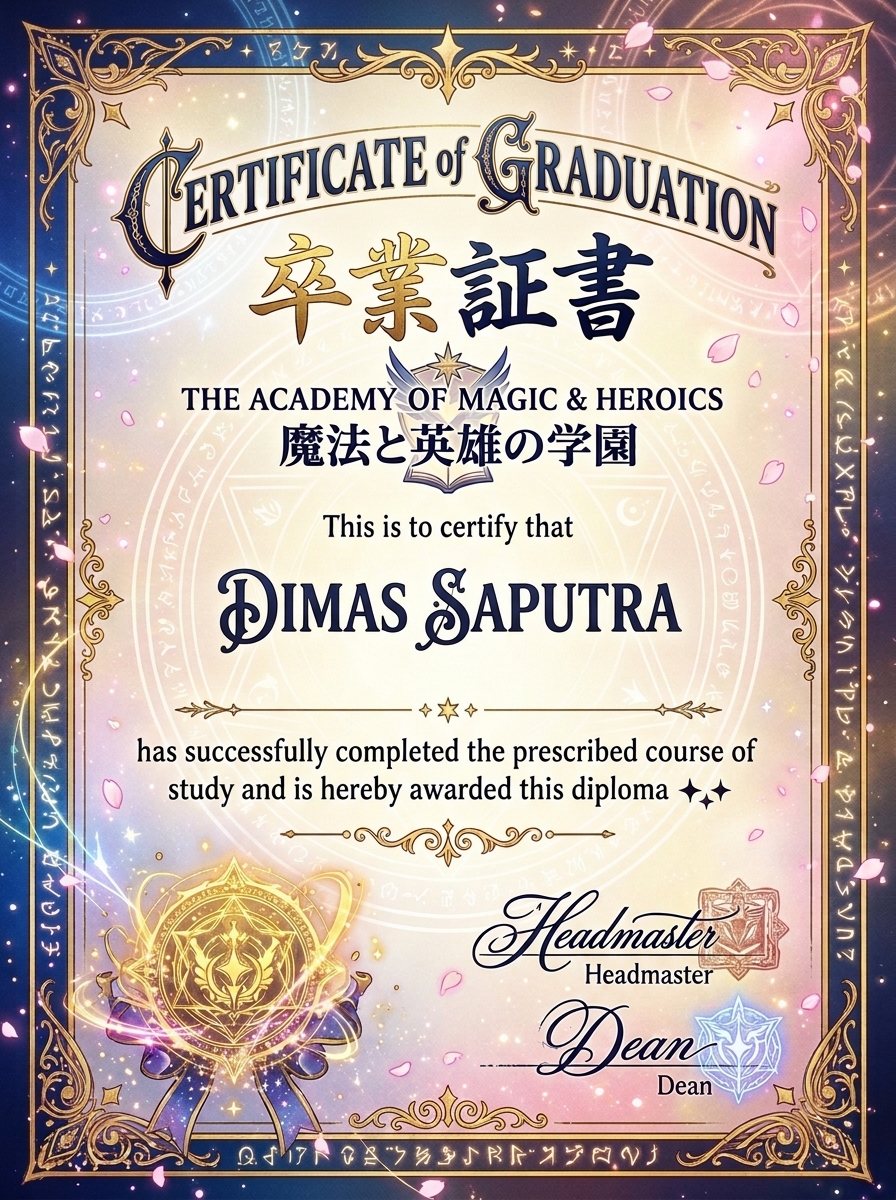 CERTIFICATE of GRADUATION
卒業証書
THE ACADEMY OF MAGIC & HEROICS
魔法と英雄の学園
This is to certify that
DIMAS SAPUTRA
has successfully completed the prescribed course of
study and is hereby awarded this diploma
Headmaster
Headmaster
Dean
Dean